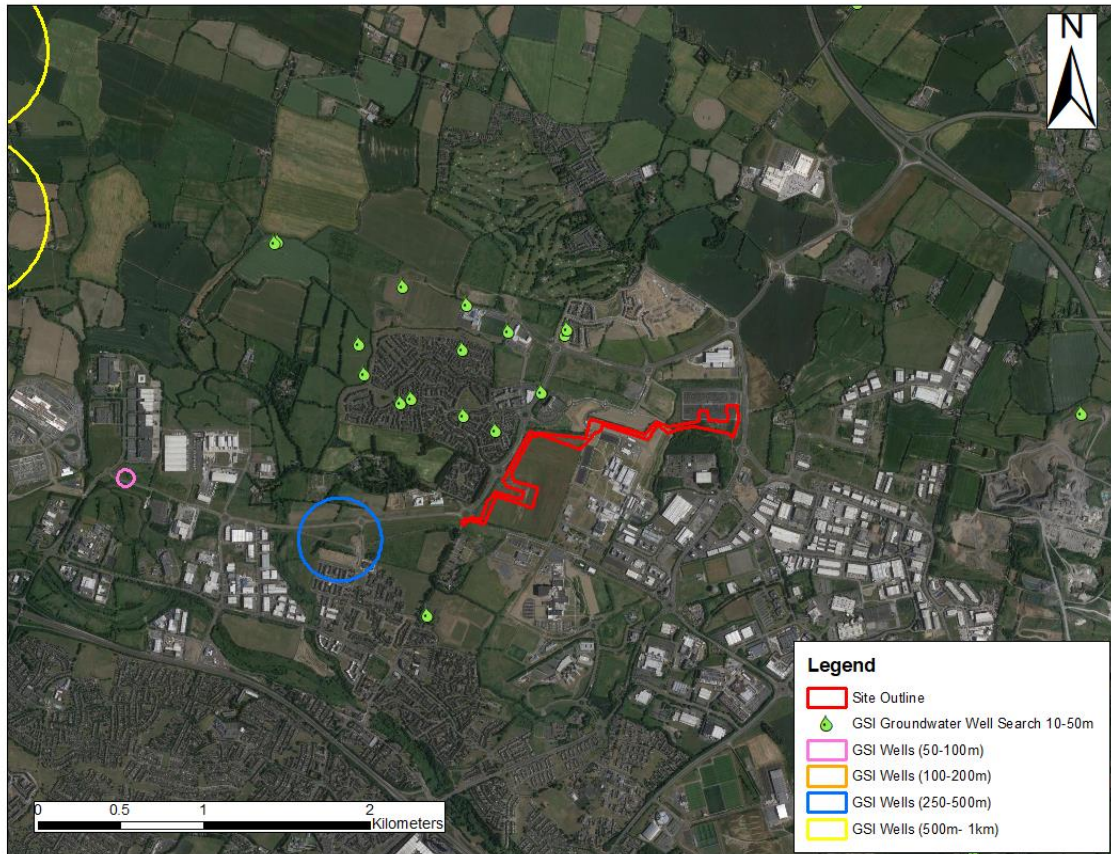 N
Legend
Site Outline
GSI Groundwater Well Search 10-50m
GSI Wells (50-100m)
GSI Wells (100-200m)
GSI Wells (250-500m)
GSI Wells (500m- 1km)
0 0.5 1 2
Kilometers